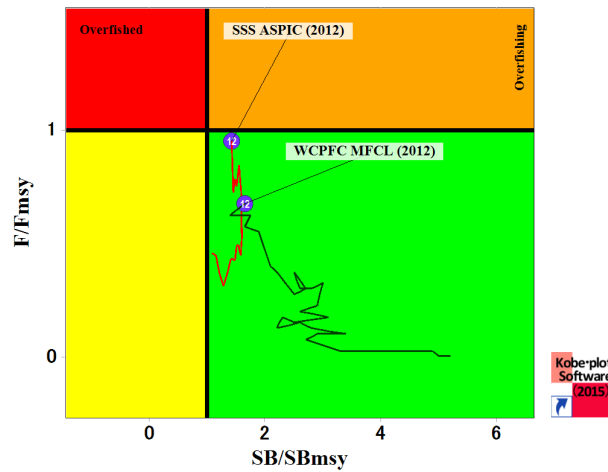 Overfished
SSS ASPIC (2012)
Overfishing
12
WCPFC MFCL (2012)
12
F/Fmsy
1
0
0
2
4
6
SB/SBmsy
Kobe•plot
Software
(2015)